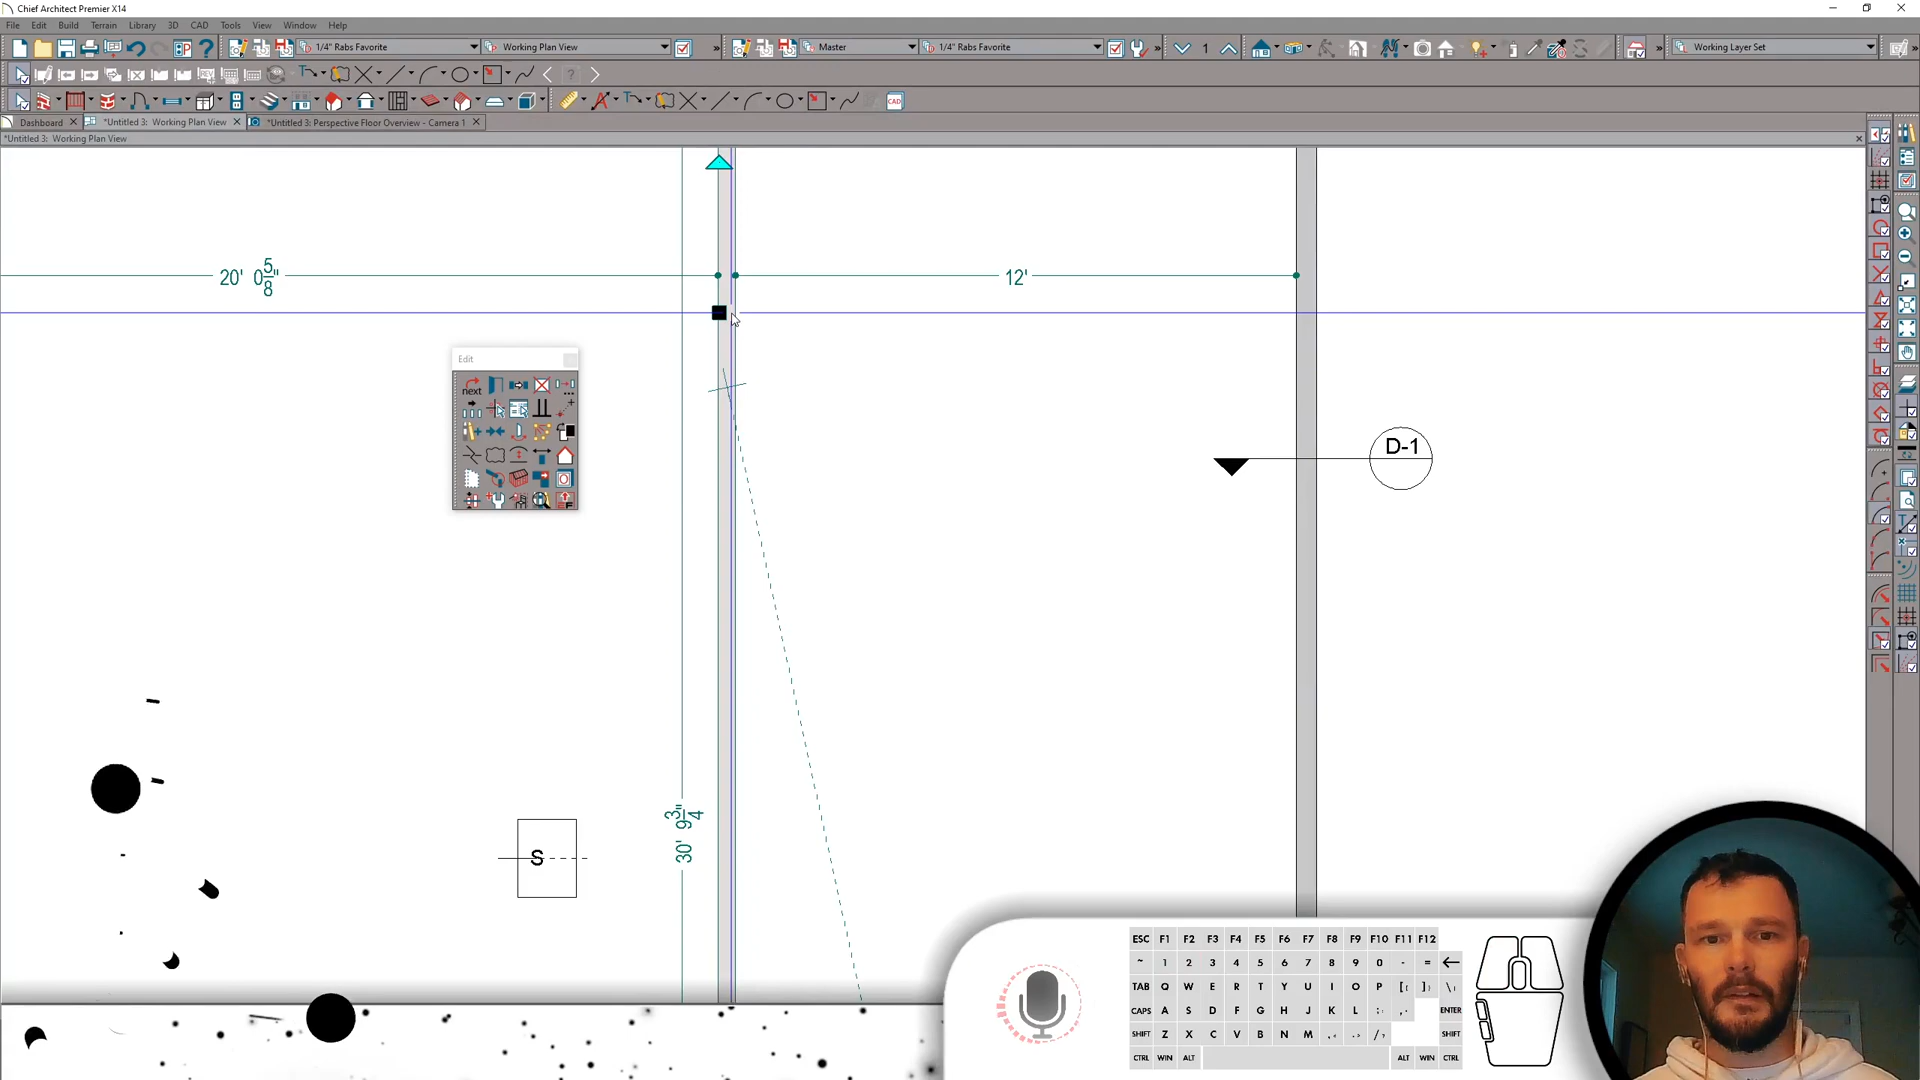 Chief Architect Premier X14
File Edit Build Terrain Library 3D CAD Tools View Window Help
1/4" Rabs Favorite
Working Plan View
Master
1/4" Rabs Favorite
1
Working Layer Set
Dashboard
*Untitled 3: Working Plan View
*Untitled 3: Perspective Floor Overview - Camera 1
*Untitled 3: Working Plan View
20' 0 5/8"
12'
Edit
next
D-1
30' 9 3/4"
S
ESC F1 F2 F3 F4 F5 F6 F7 F8 F9 F10 F11 F12
~ 1 2 3 4 5 6 7 8 9 0 - =
TAB Q W E R T Y U I O P [{ ]} \|
CAPS A S D F G H J K L ;: ENTER
SHIFT Z X C V B N M /? SHIFT
CTRL WIN ALT ALT WIN CTRL